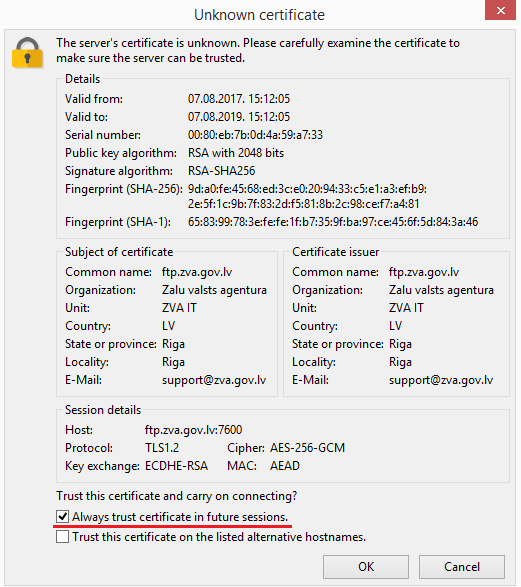 Unknown certificate
The server's certificate is unknown. Please carefully examine the certificate to
make sure the server can be trusted.
Details
Valid from: 07.08.2017. 15:12:05
Valid to: 07.08.2019. 15:12:05
Serial number: 00:80:eb:7b:0d:4a:59:a7:33
Public key algorithm: RSA with 2048 bits
Signature algorithm: RSA-SHA256
Fingerprint (SHA-256): 9d:a0:fe:45:68:ed:3c:e0:20:94:33:c5:e1:a3:ef:b9:
2e:5f:1c:9b:7f:83:2d:f5:81:8b:2c:98:ce:f7:a4:81
Fingerprint (SHA-1): 65:83:99:78:3e:fe:fe:1f:b7:35:9f:ba:97:ce:45:6f:5d:84:3a:46
Subject of certificate
Common name: ftp.zva.gov.lv
Organization: Zalu valsts agentura
Unit: ZVA IT
Country: LV
State or province: Riga
Locality: Riga
E-Mail: support@zva.gov.lv
Certificate issuer
Common name: ftp.zva.gov.lv
Organization: Zalu valsts agentura
Unit: ZVA IT
Country: LV
State or province: Riga
Locality: Riga
E-Mail: support@zva.gov.lv
Session details
Host: ftp.zva.gov.lv:7600
Protocol: TLS1.2 Cipher: AES-256-GCM
Key exchange: ECDHE-RSA MAC: AEAD
Trust this certificate and carry on connecting?
Always trust certificate in future sessions.
Trust this certificate on the listed alternative hostnames.
OK Cancel